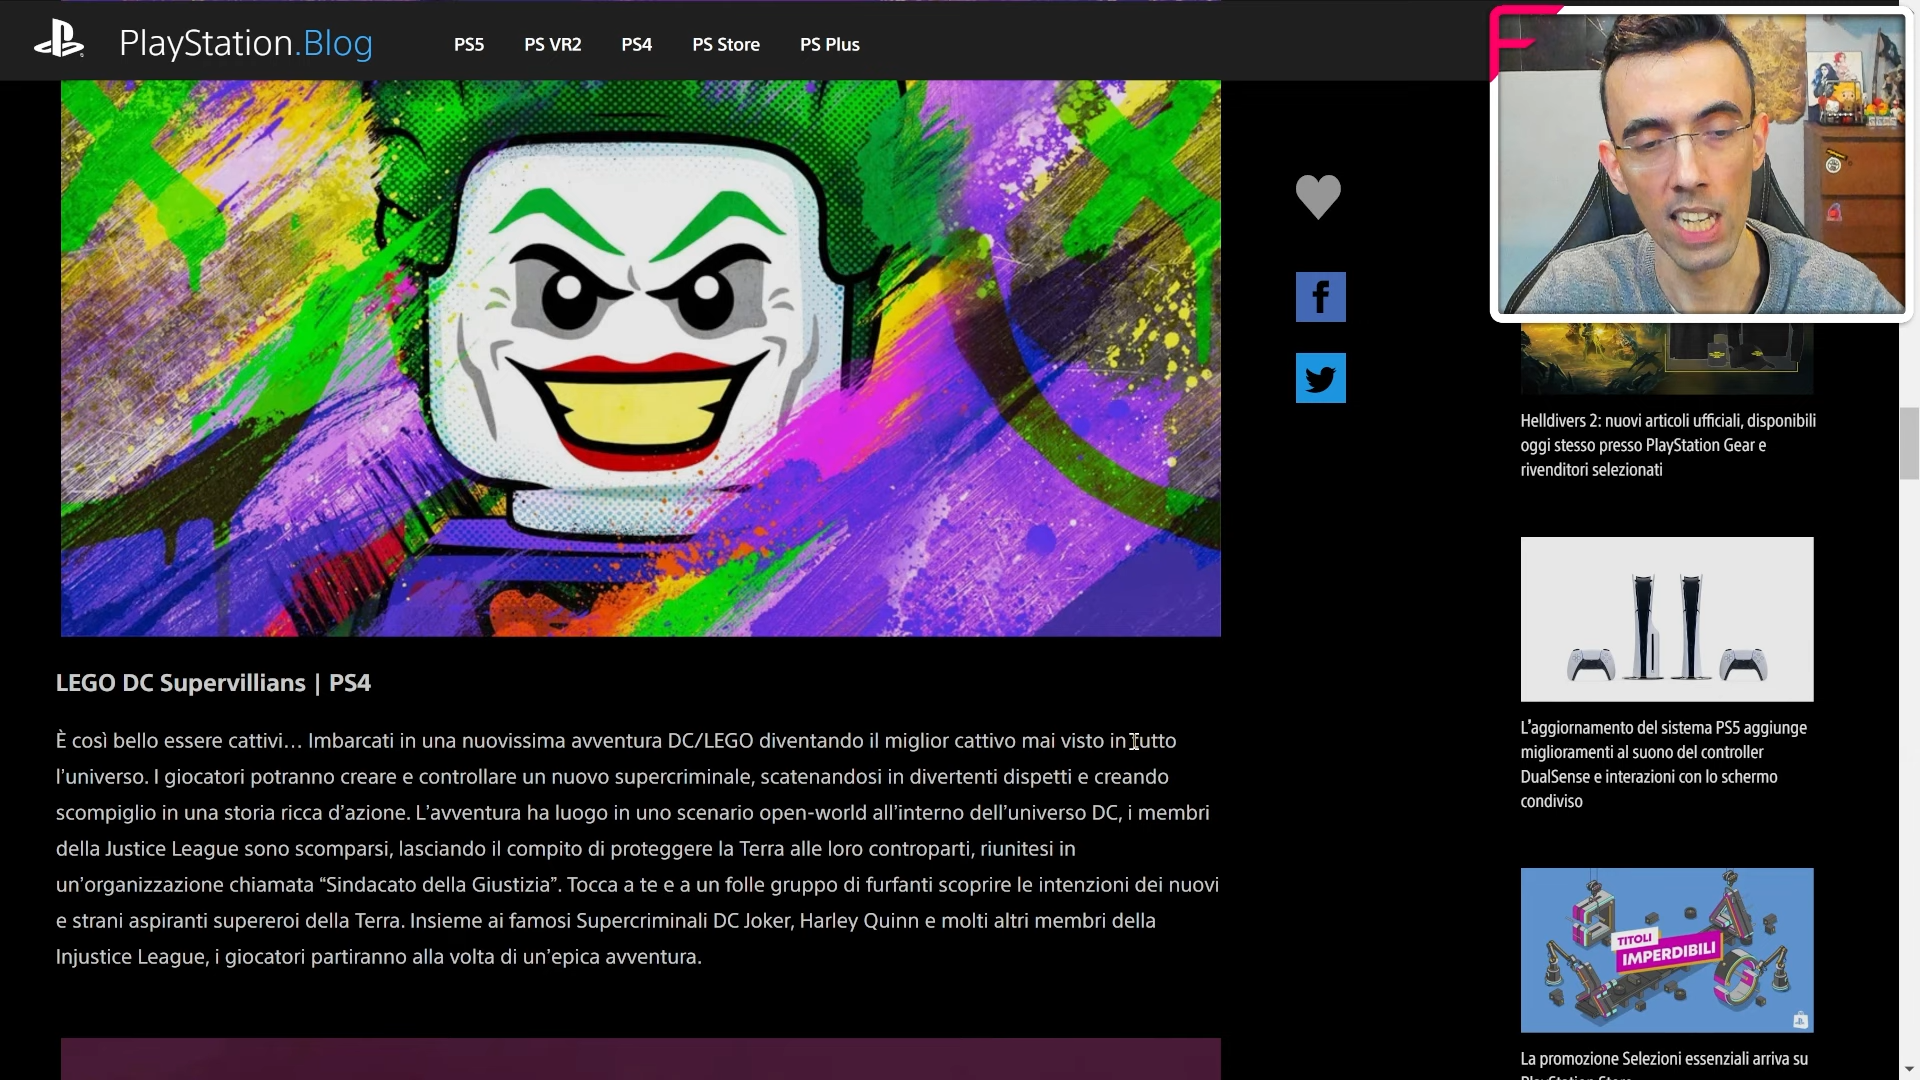 PlayStation.Blog
PS5
PS VR2
PS4
PS Store
PS Plus
LEGO DC Supervillians | PS4
È così bello essere cattivi… Imbarcati in una nuovissima avventura DC/LEGO diventando il miglior cattivo mai visto in tutto
l’universo. I giocatori potranno creare e controllare un nuovo supercriminale, scatenandosi in divertenti dispetti e creando
scompiglio in una storia ricca d’azione. L’avventura ha luogo in uno scenario open-world all’interno dell’universo DC, i membri
della Justice League sono scomparsi, lasciando il compito di proteggere la Terra alle loro controparti, riunitesi in
un’organizzazione chiamata “Sindacato della Giustizia”. Tocca a te e a un folle gruppo di furfanti scoprire le intenzioni dei nuovi
e strani aspiranti supereroi della Terra. Insieme ai famosi Supercriminali DC Joker, Harley Quinn e molti altri membri della
Injustice League, i giocatori partiranno alla volta di un’epica avventura.
Helldivers 2: nuovi articoli ufficiali, disponibili
oggi stesso presso PlayStation Gear e
rivenditori selezionati
L’aggiornamento del sistema PS5 aggiunge
miglioramenti al suono del controller
DualSense e interazioni con lo schermo
condiviso
TITOLI
IMPERDIBILI
La promozione Selezioni essenziali arriva su